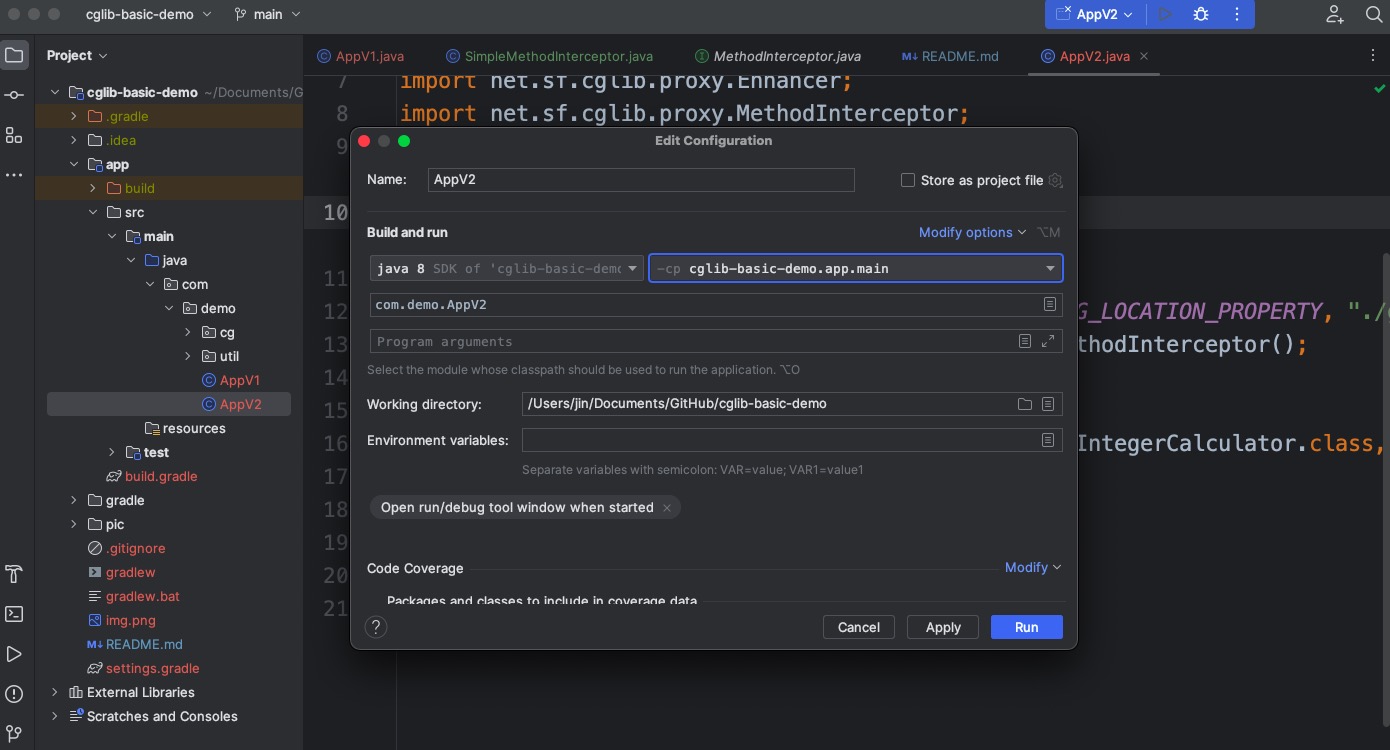 cglib-basic-demo main AppV2
Project
AppV1.java SimpleMethodInterceptor.java MethodInterceptor.java M↓ README.md AppV2.java
cglib-basic-demo ~/Documents/G
.gradle
.idea
app
build
src
main
java
com
demo
cg
util
AppV1
AppV2
resources
test
build.gradle
gradle
pic
.gitignore
gradlew
gradlew.bat
img.png
M↓ README.md
settings.gradle
External Libraries
Scratches and Consoles
7 import net.sf.cglib.proxy.Enhancer;
8 import net.sf.cglib.proxy.MethodInterceptor;
9
10
11
12 G_LOCATION_PROPERTY, "./
13 thodInterceptor();
14
15
16 IntegerCalculator.class,
17
18
19
20
21
Edit Configuration
Name: AppV2 Store as project file
Build and run Modify options ⌥M
java 8 SDK of 'cglib-basic-demo -cp cglib-basic-demo.app.main
com.demo.AppV2
Program arguments
Select the module whose classpath should be used to run the application. ⌥O
Working directory: /Users/jin/Documents/GitHub/cglib-basic-demo
Environment variables:
Separate variables with semicolon: VAR=value; VAR1=value1
Open run/debug tool window when started ×
Code Coverage Modify
Packages and classes to include in coverage data
? Cancel Apply Run